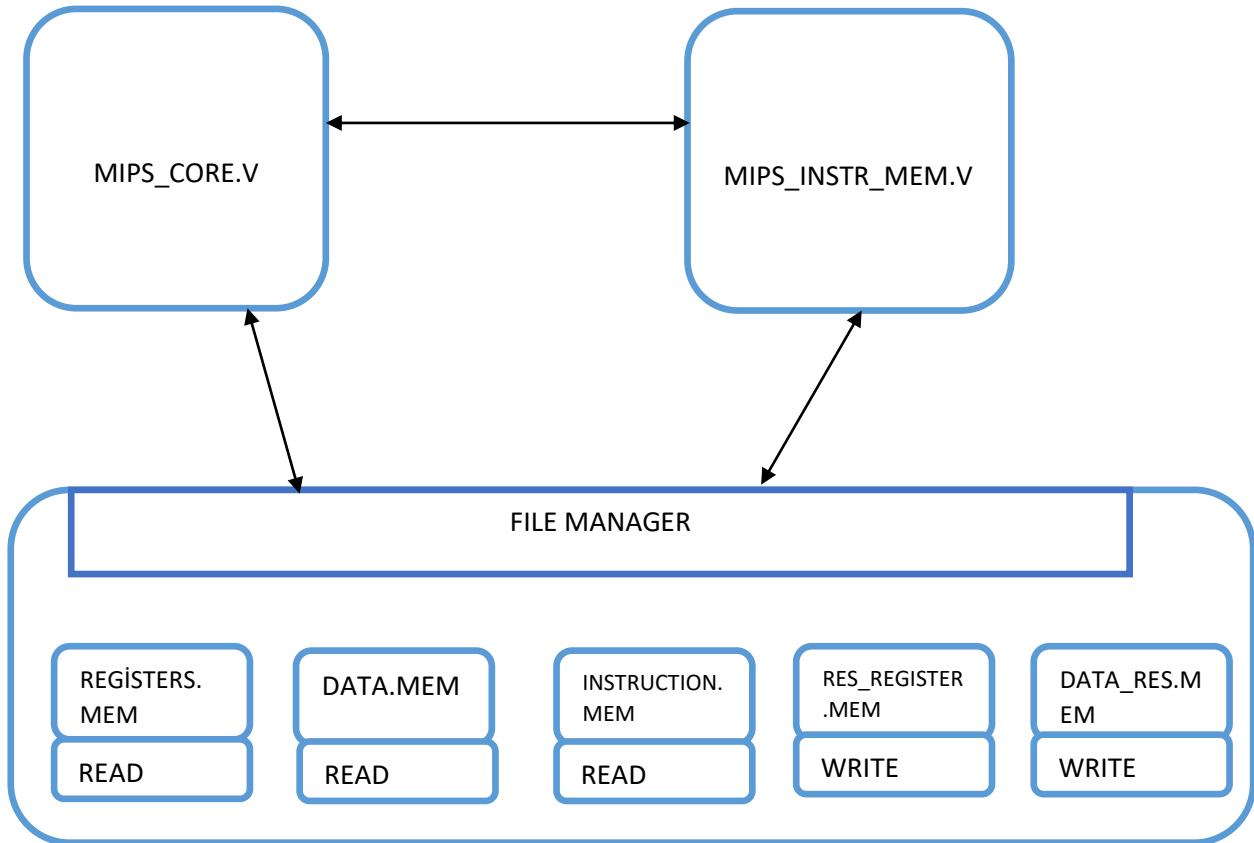 MIPS_CORE.V
MIPS_INSTR_MEM.V
FILE MANAGER
REGİSTERS.
MEM
READ
DATA.MEM
READ
INSTRUCTION.
MEM
READ
RES_REGISTER
.MEM
WRITE
DATA_RES.M
EM
WRITE